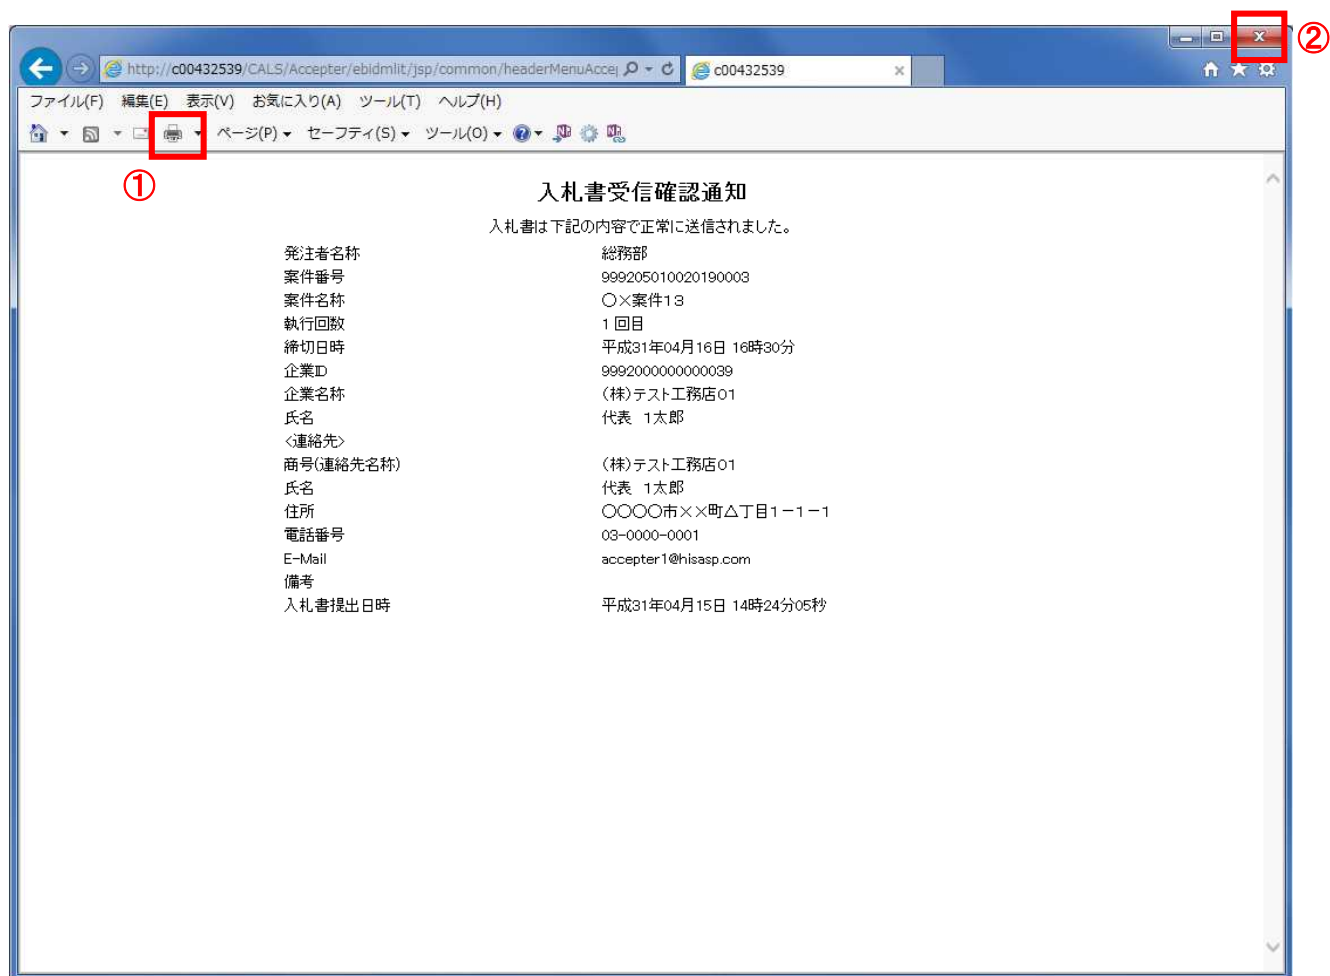 ②
http://c00432539/CALS/Accepter/ebidmlit/jsp/common/headerMenuAccep
c00432539
ファイル(F) 編集(E) 表示(V) お気に入り(A) ツール(T) ヘルプ(H)
ページ(P) セーフティ(S) ツール(O)
①
入札書受信確認通知
入札書は下記の内容で正常に送信されました。
発注者名称 総務部
案件番号 999205010020190003
案件名称 〇×案件13
執行回数 1回目
締切日時 平成31年04月16日 16時30分
企業ID 9992000000000039
企業名称 (株)テスト工務店01
氏名 代表 1太郎
<連絡先>
商号(連絡先名称) (株)テスト工務店01
氏名 代表 1太郎
住所 〇〇〇〇市××町△丁目1-1-1
電話番号 03-0000-0001
E-Mail accepter1@hisasp.com
備考
入札書提出日時 平成31年04月15日 14時24分05秒